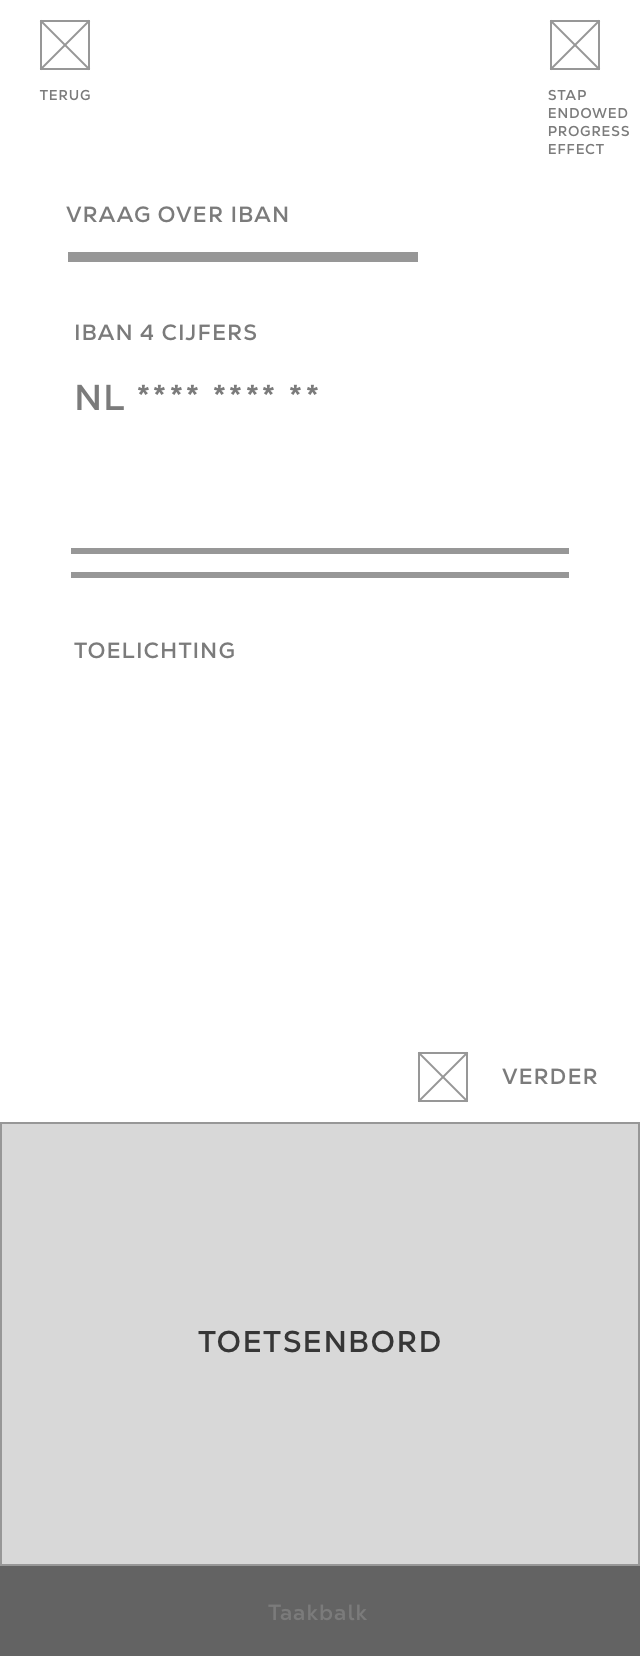 TERUG
STAP
ENDOWED
PROGRESS
EFFECT
VRAAG OVER IBAN
IBAN 4 CIJFERS
NL **** **** **
TOELICHTING
VERDER
TOETSENBORD
Taakbalk